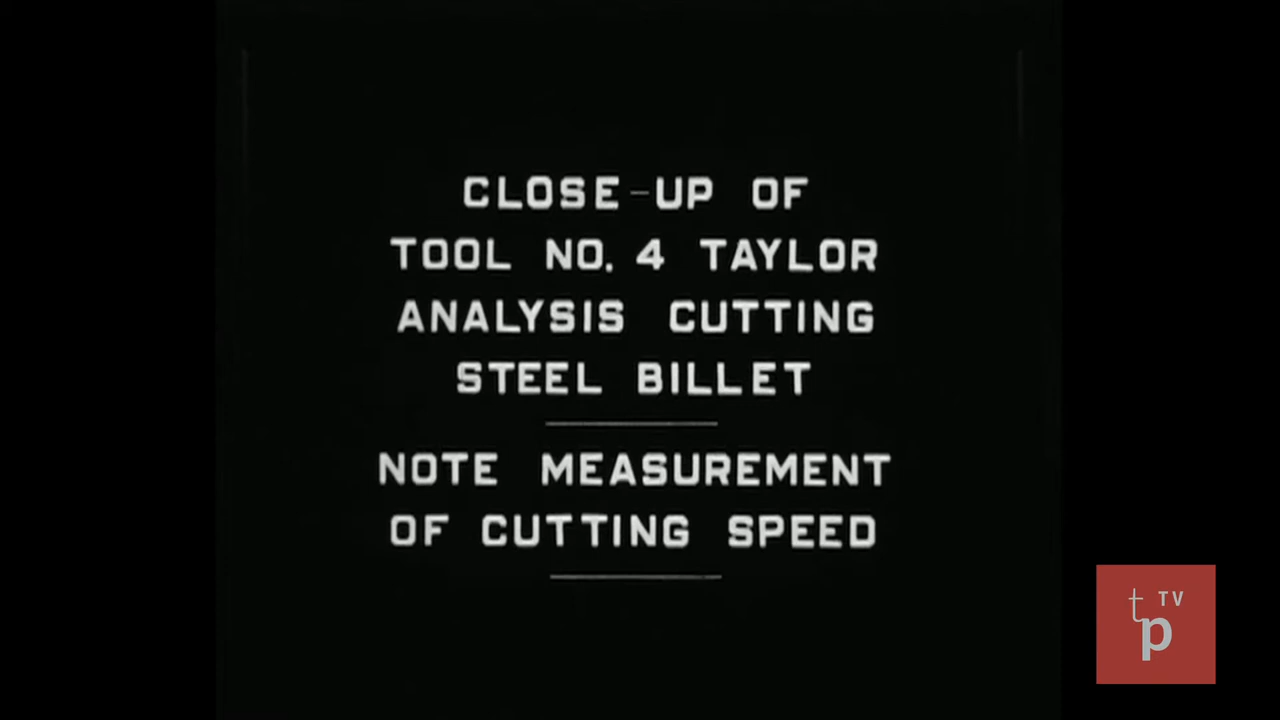 CLOSE-UP OF
TOOL NO. 4 TAYLOR
ANALYSIS CUTTING
STEEL BILLET
NOTE MEASUREMENT
OF CUTTING SPEED
tp TV